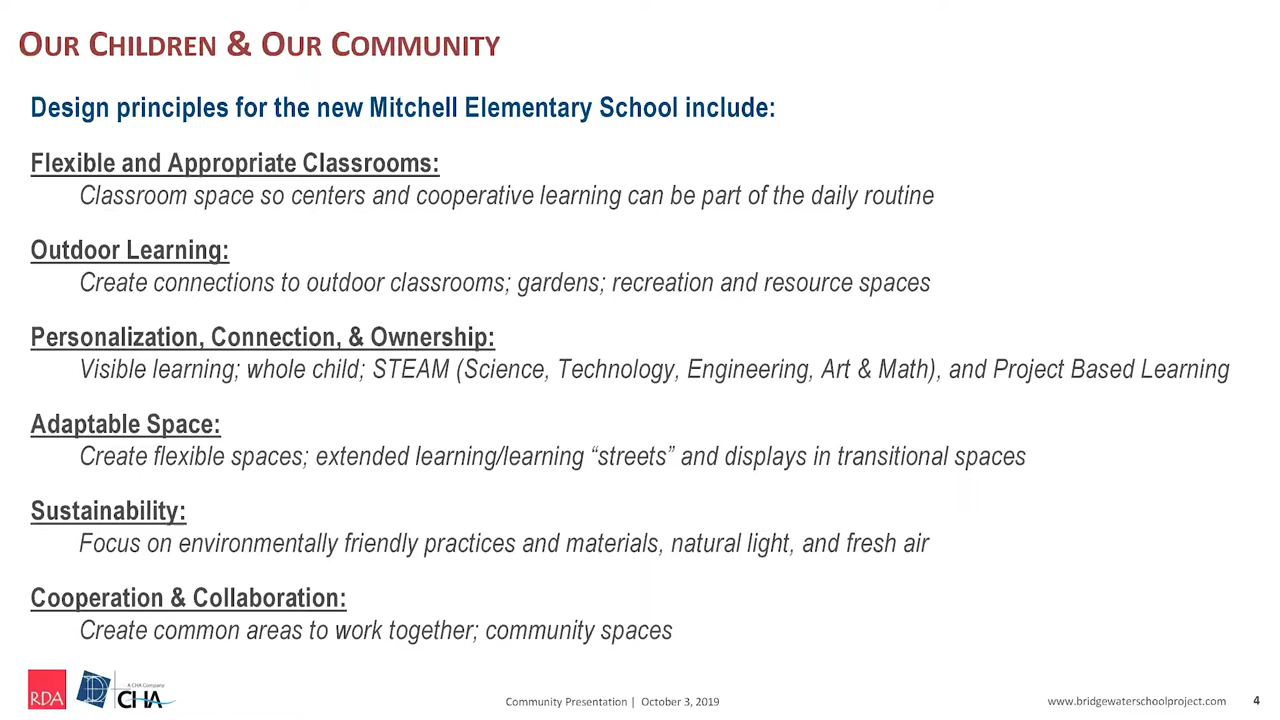 OUR CHILDREN & OUR COMMUNITY
Design principles for the new Mitchell Elementary School include:
Flexible and Appropriate Classrooms:
Classroom space so centers and cooperative learning can be part of the daily routine
Outdoor Learning:
Create connections to outdoor classrooms; gardens; recreation and resource spaces
Personalization, Connection, & Ownership:
Visible learning; whole child; STEAM (Science, Technology, Engineering, Art & Math), and Project Based Learning
Adaptable Space:
Create flexible spaces; extended learning/learning “streets” and displays in transitional spaces
Sustainability:
Focus on environmentally friendly practices and materials, natural light, and fresh air
Cooperation & Collaboration:
Create common areas to work together; community spaces
RDA
A CHA Company
CHA
Community Presentation | October 3, 2019
www.bridgewaterschoolproject.com 4